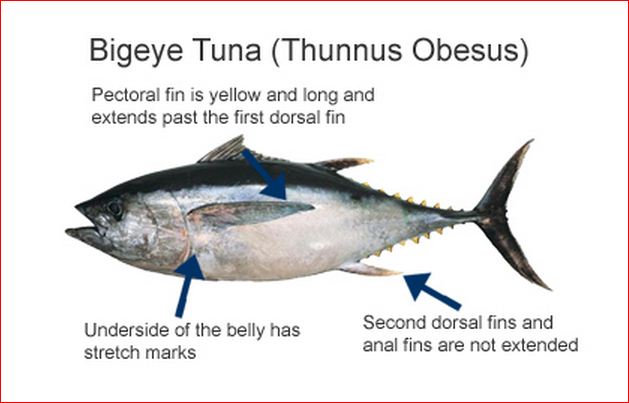 Bigeye Tuna (Thunnus Obesus)
Pectoral fin is yellow and long and
extends past the first dorsal fin
Underside of the belly has
stretch marks
Second dorsal fins and
anal fins are not extended